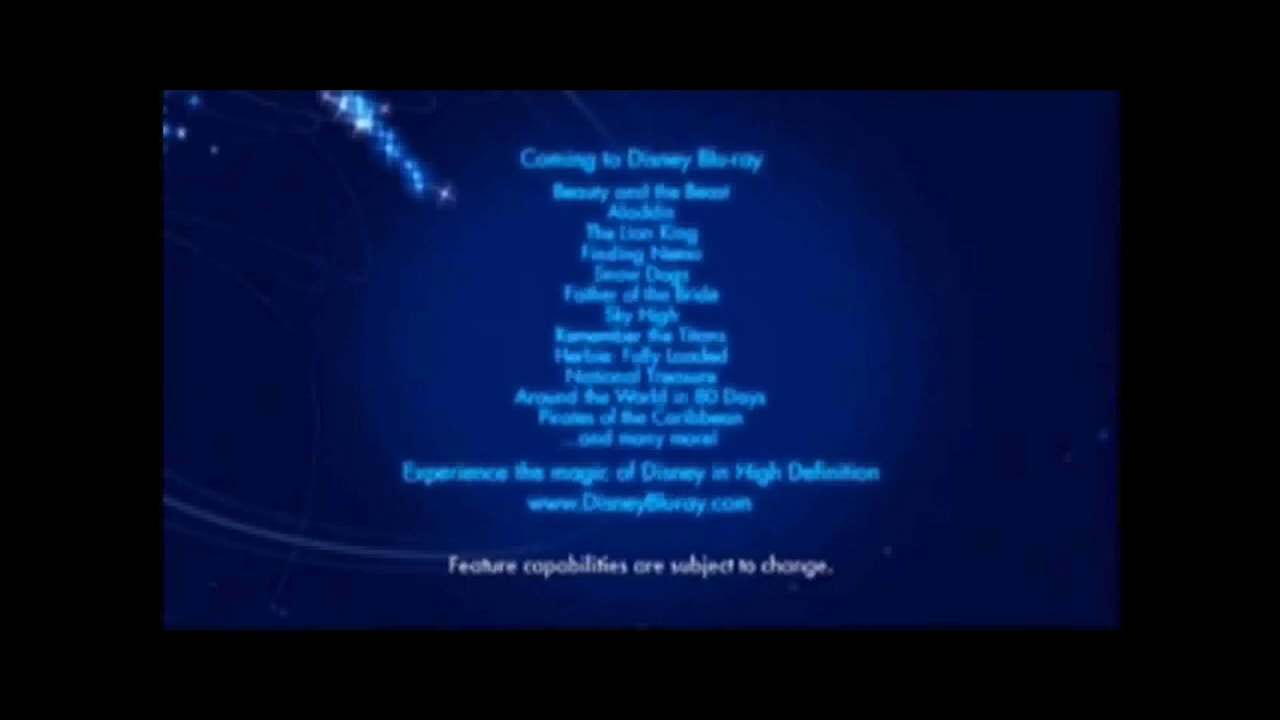 Coming to Disney Blu-ray
Beauty and the Beast
Aladdin
The Lion King
Finding Nemo
Snow Dogs
Father of the Bride
Sky High
Remember the Titans
Herbie: Fully Loaded
National Treasure
Around the World in 80 Days
Pirates of the Caribbean
...and many more!
Experience the magic of Disney in High Definition
www.DisneyBluray.com
Feature capabilities are subject to change.